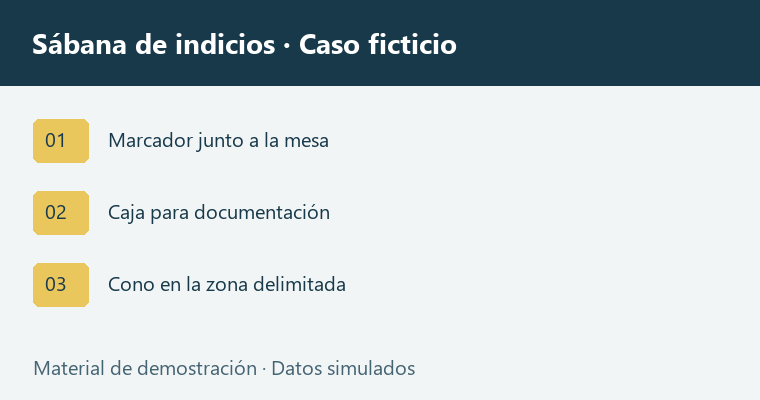 Sábana de indicios · Caso ficticio
01 Marcador junto a la mesa
02 Caja para documentación
03 Cono en la zona delimitada
Material de demostración · Datos simulados